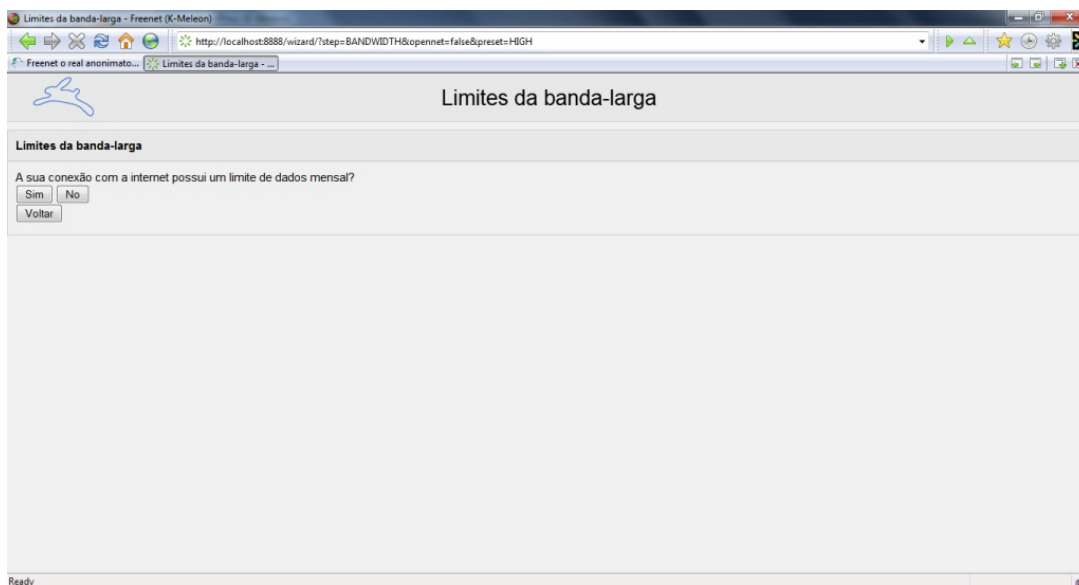 Limites da banda-larga - Freenet (K-Meleon)
http://localhost:8888/wizard/?step=BANDWIDTH&opennet=false&preset=HIGH
Freenet o real anonimato... Limites da banda-larga - ...
Limites da banda-larga
Limites da banda-larga
A sua conexão com a internet possui um limite de dados mensal?
Sim No
Voltar
Ready